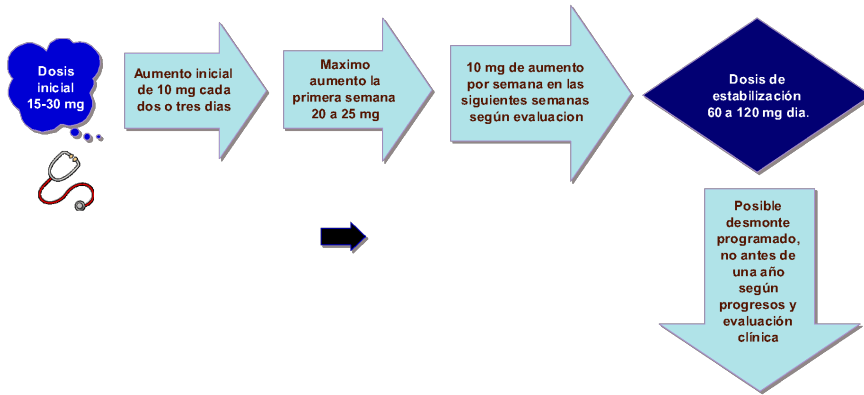 Dosis
inicial
15-30 mg
Aumento inicial
de 10 mg cada
dos o tres dias
Maximo
aumento la
primera semana
20 a 25 mg
10 mg de aumento
por semana en las
siguientes semanas
según evaluacion
Dosis de
estabilización
60 a 120 mg dia.
Posible
desmonte
programado,
no antes de
una año
según
progresos y
evaluación
clínica